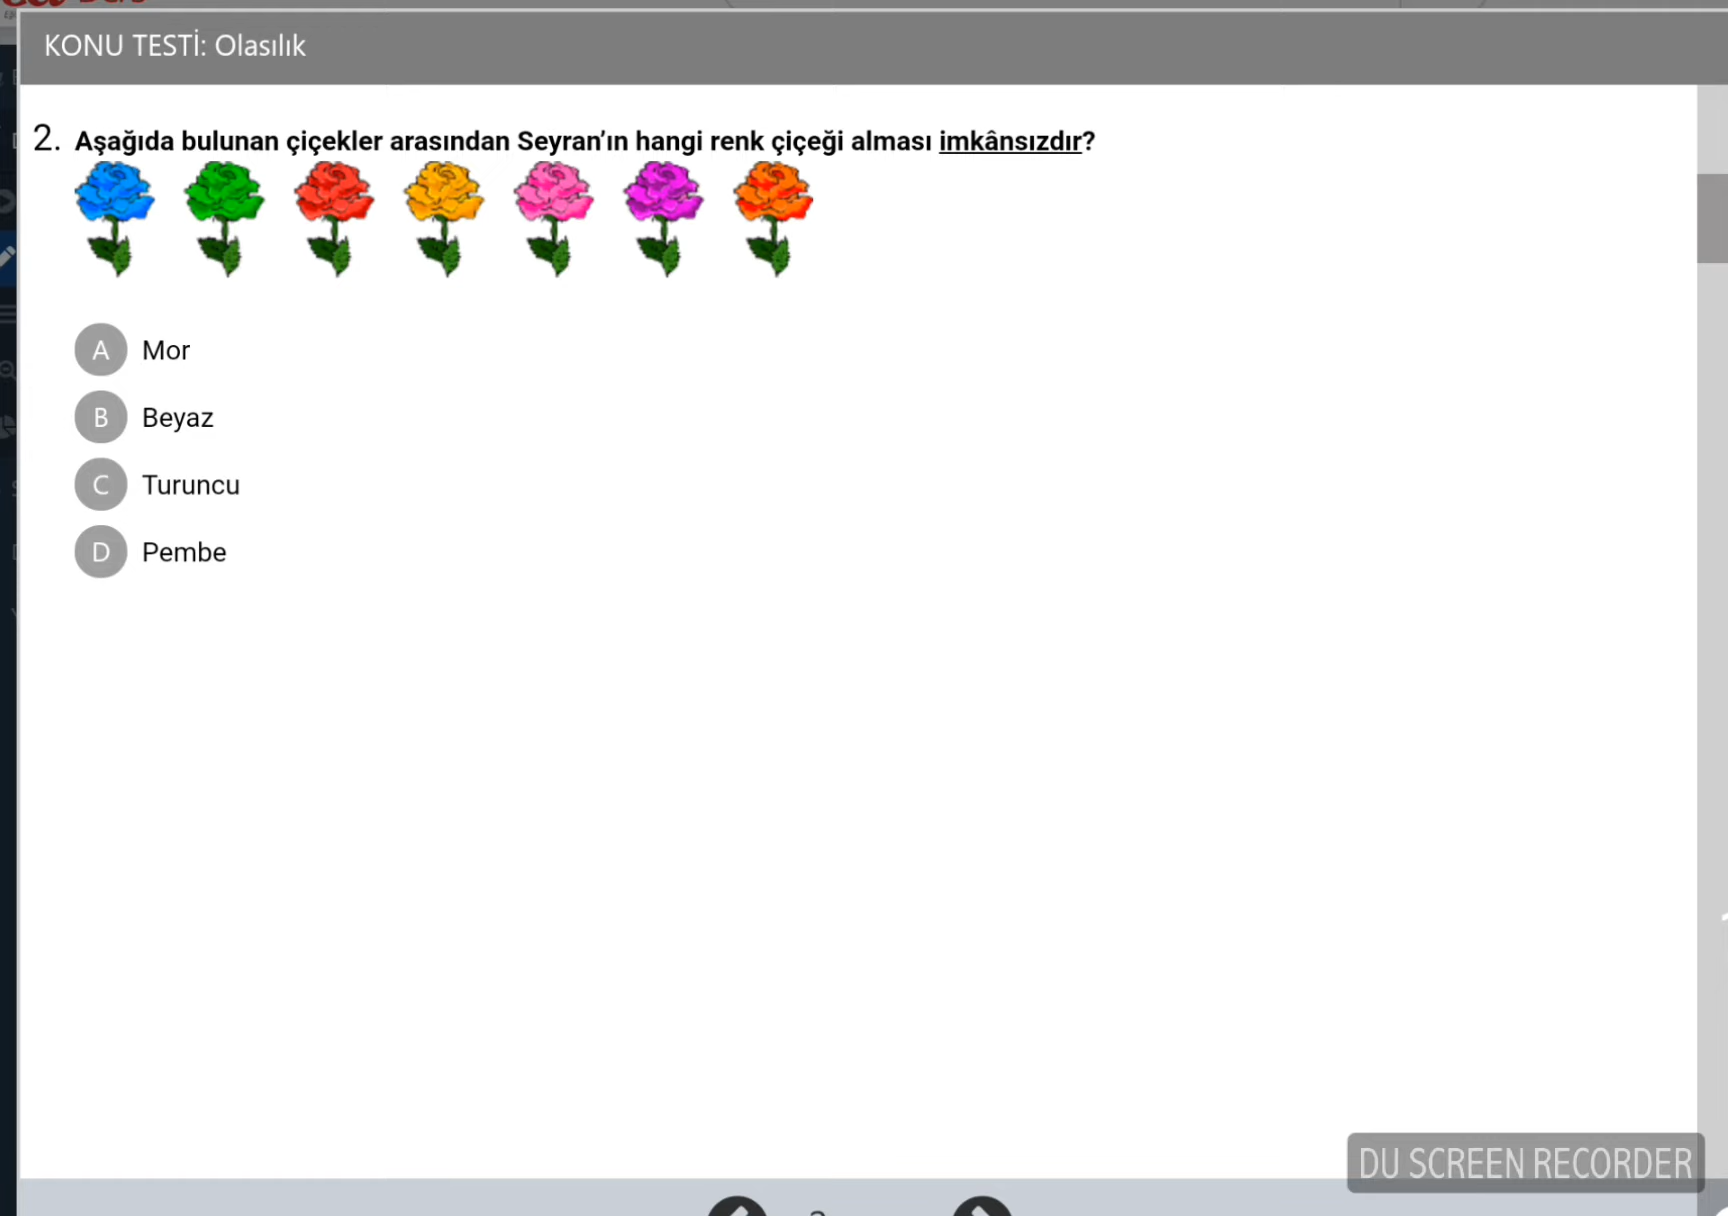 KONU TESTİ: Olasılık
2. Aşağıda bulunan çiçekler arasından Seyran’ın hangi renk çiçeği alması imkânsızdır?
A Mor
B Beyaz
C Turuncu
D Pembe
DU SCREEN RECORDER